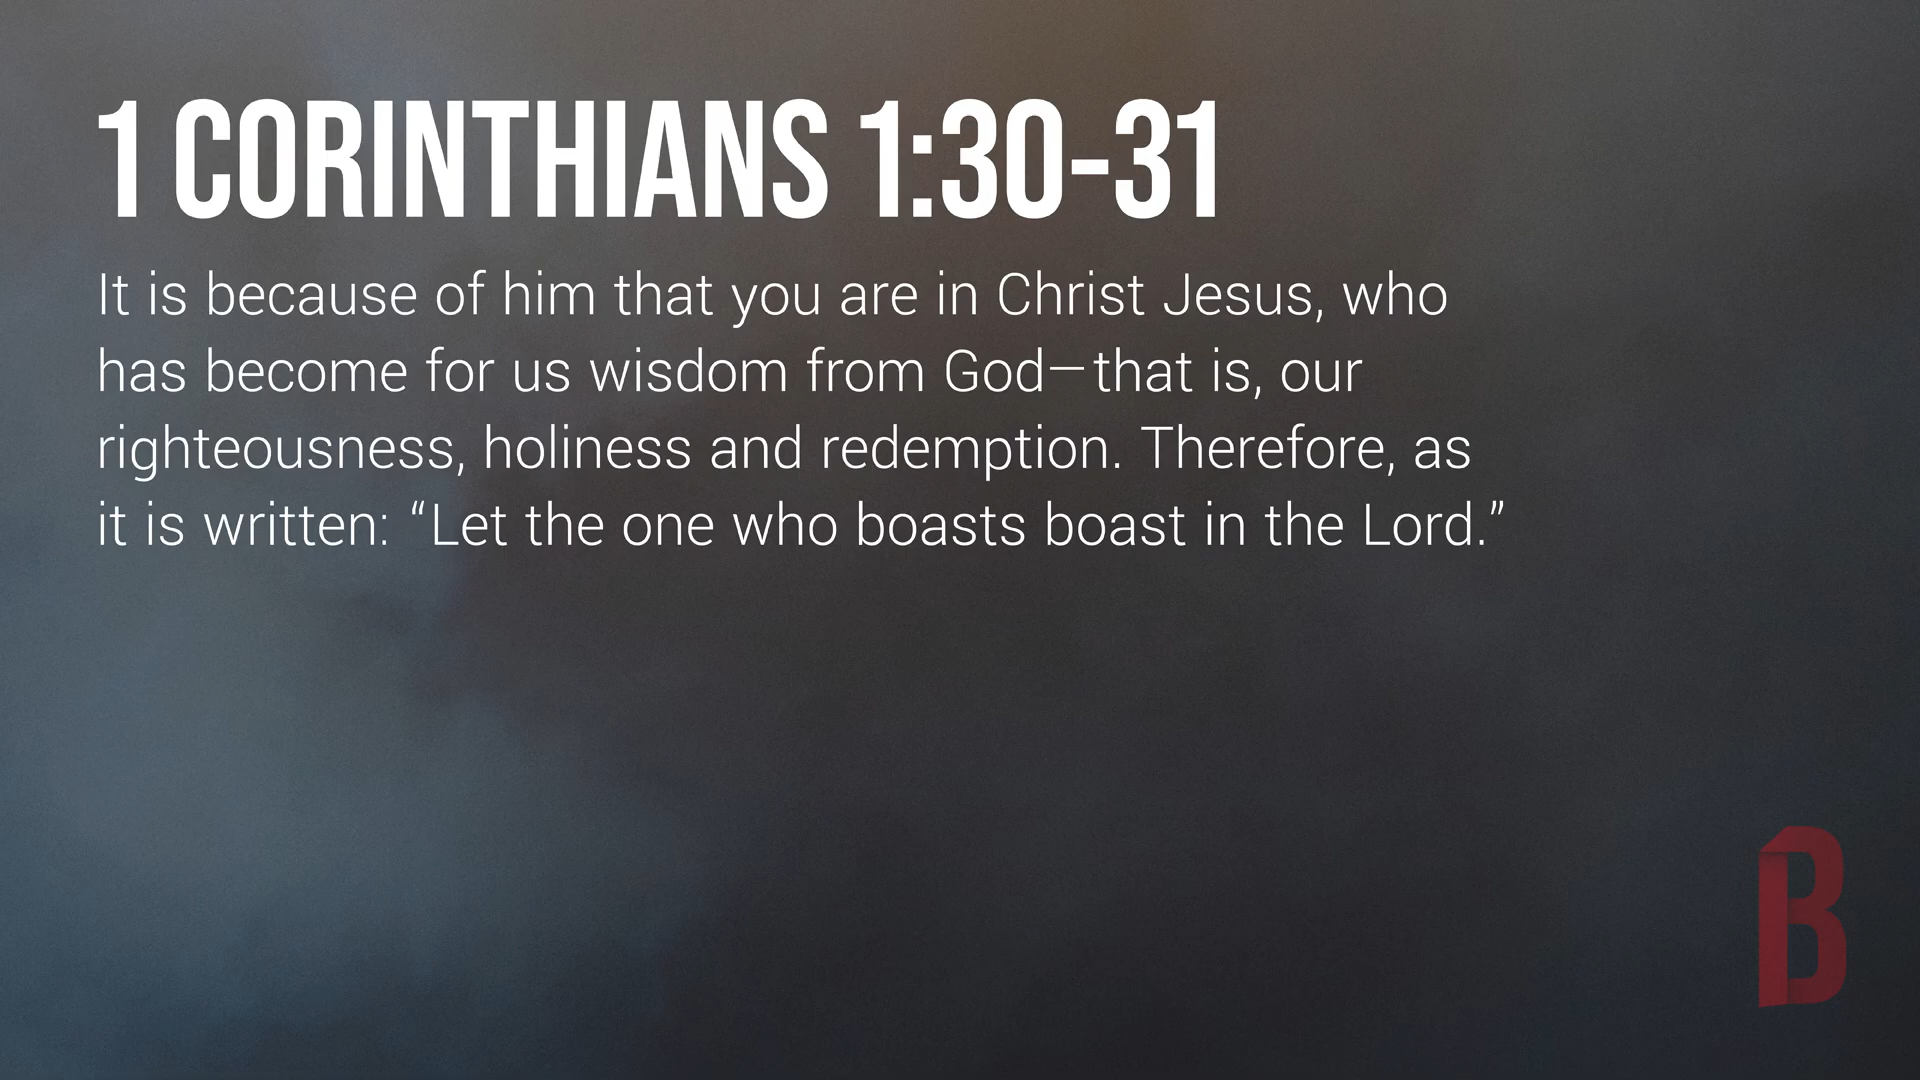 1 CORINTHIANS 1:30-31
It is because of him that you are in Christ Jesus, who
has become for us wisdom from God—that is, our
righteousness, holiness and redemption. Therefore, as
it is written: “Let the one who boasts boast in the Lord.”
B